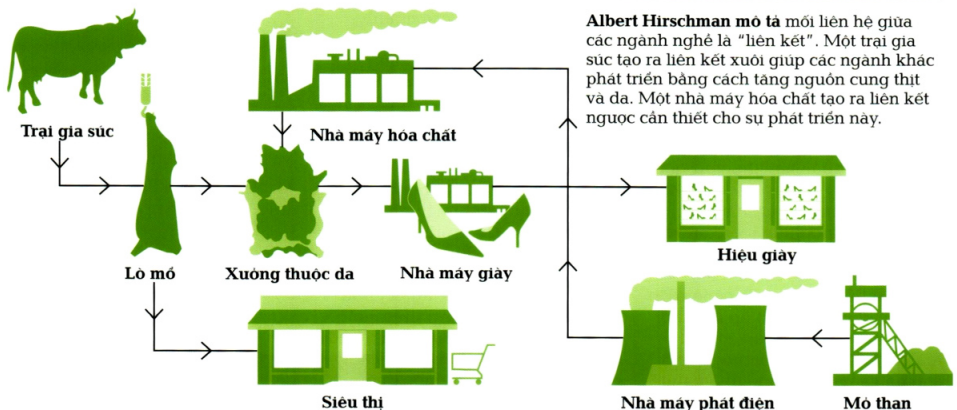 Albert Hirschman mô tả mối liên hệ giữa
các ngành nghề là “liên kết”. Một trại gia
súc tạo ra liên kết xuôi giúp các ngành khác
phát triển bằng cách tăng nguồn cung thịt
và da. Một nhà máy hóa chất tạo ra liên kết
ngược cần thiết cho sự phát triển này.
Trại gia súc
Nhà máy hóa chất
Lò mổ
Xưởng thuộc da
Nhà máy giày
Hiệu giày
Siêu thị
Nhà máy phát điện
Mỏ than